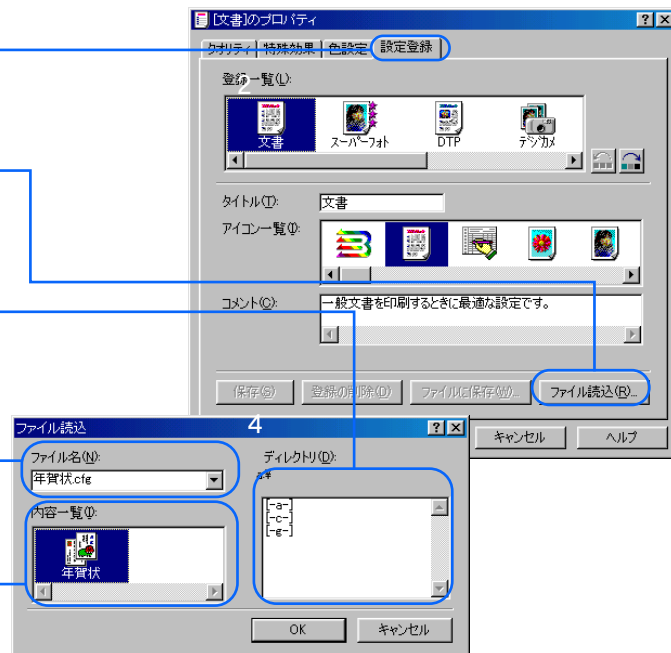 [文書]のプロパティ
クオリティ 特殊効果 色設定 設定登録
登録一覧(L):
2
文書 スーパーフォト DTP デジカメ
タイトル(T): 文書
アイコン一覧(I):
コメント(C): 一般文書を印刷するときに最適な設定です。
保存(S) 登録の削除(D) ファイルに保存(W)... ファイル読込(R)...
キャンセル ヘルプ
4
ファイル読込
ファイル名(N): ディレクトリ(D):
年賀状.cfg a:¥
[-a-]
[-c-]
[-g-]
内容一覧(I):
年賀状
OK キャンセル